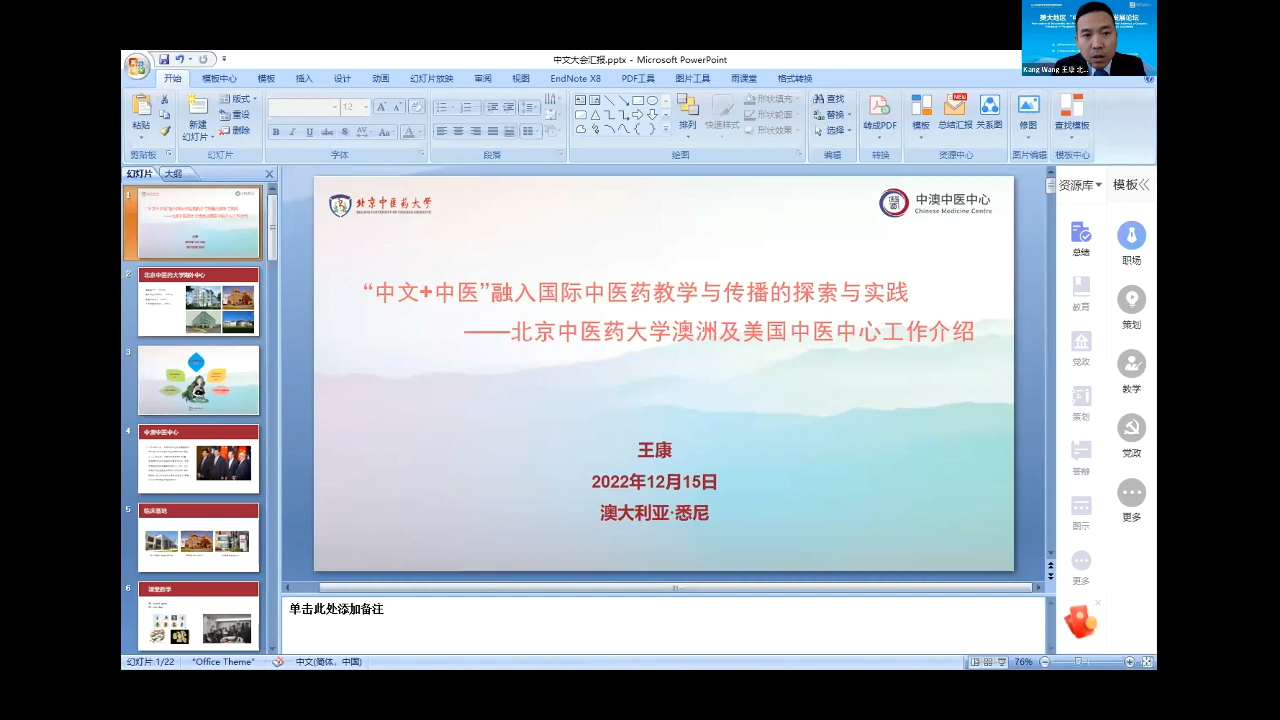 中文大会汇报.pptx - Microsoft PowerPoint
Kang Wang 王康 北...
开始
模板中心
模板
插入
幻灯片放映
审阅
视图
EndNote X8
PDF工具
图片工具
雨课堂
格式转换
粘贴
新建
幻灯片
版式
重设
删除
12
排列
快速样式
形状填充
形状轮廓
形状效果
查找
替换
选择
转成PDF
模板
NEW
总结汇报
关系图
修图
查找模板
剪贴板
幻灯片
字体
段落
绘图
编辑
转换
资源中心
图片编辑
模板中心
幻灯片
大纲
1
2
北京中医药大学海外中心
3
4
中澳中医中心
5
临床基地
6
课堂教学
北京中医药大学
BEIJING UNIVERSITY OF CHINESE MEDICINE
中澳中医中心
Chinese Medicine Centre
“中文+中医”融入国际中医药教学与传播的探索与实践
——北京中医药大学澳洲及美国中医中心工作介绍
王康
2022年12月15日
澳大利亚·悉尼
资源库
模板
总结
教育
党政
策划
答辩
图示
更多
职场
策划
教学
党政
更多
单击此处添加备注
幻灯片 1/22
"Office Theme"
中文(简体，中国)
76%